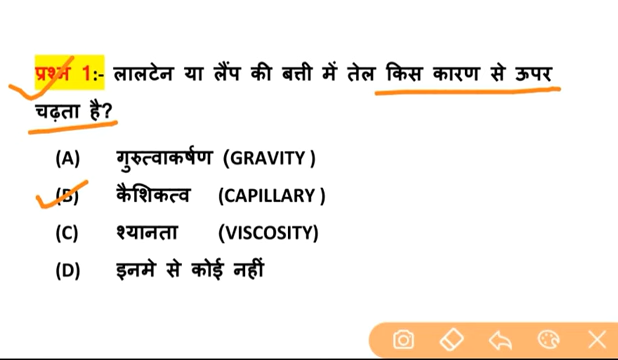 प्रश्न 1:- लालटेन या लैंप की बत्ती में तेल किस कारण से ऊपर
चढ़ता है?
(A) गुरुत्वाकर्षण (GRAVITY )
(B) कैशिकत्व (CAPILLARY )
(C) श्यानता (VISCOSITY)
(D) इनमे से कोई नहीं